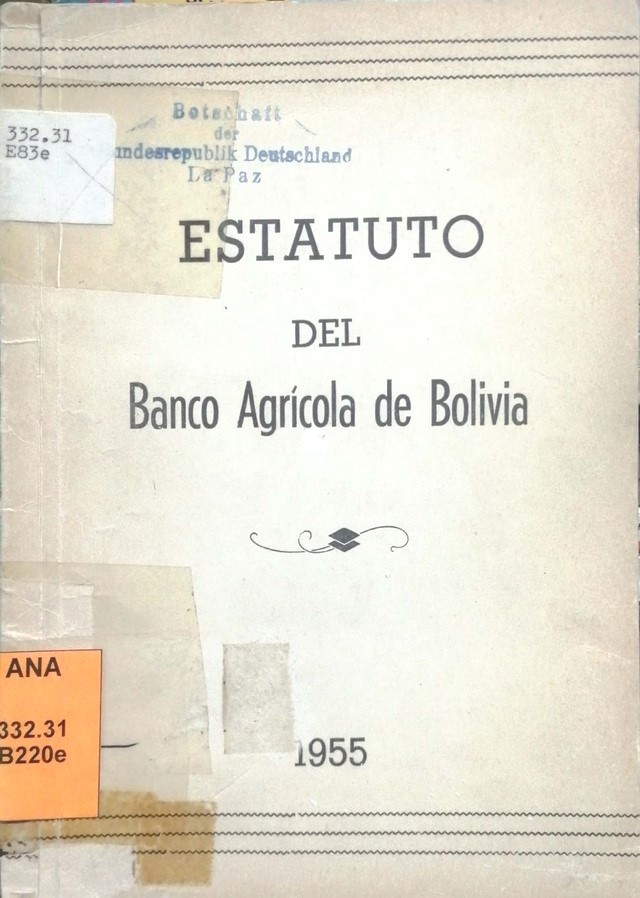 332.31
E83e
Botschaft
der
undesrepublik Deutschland
La Paz
ESTATUTO
DEL
Banco Agrícola de Bolivia
ANA
332.31
B220e
1955